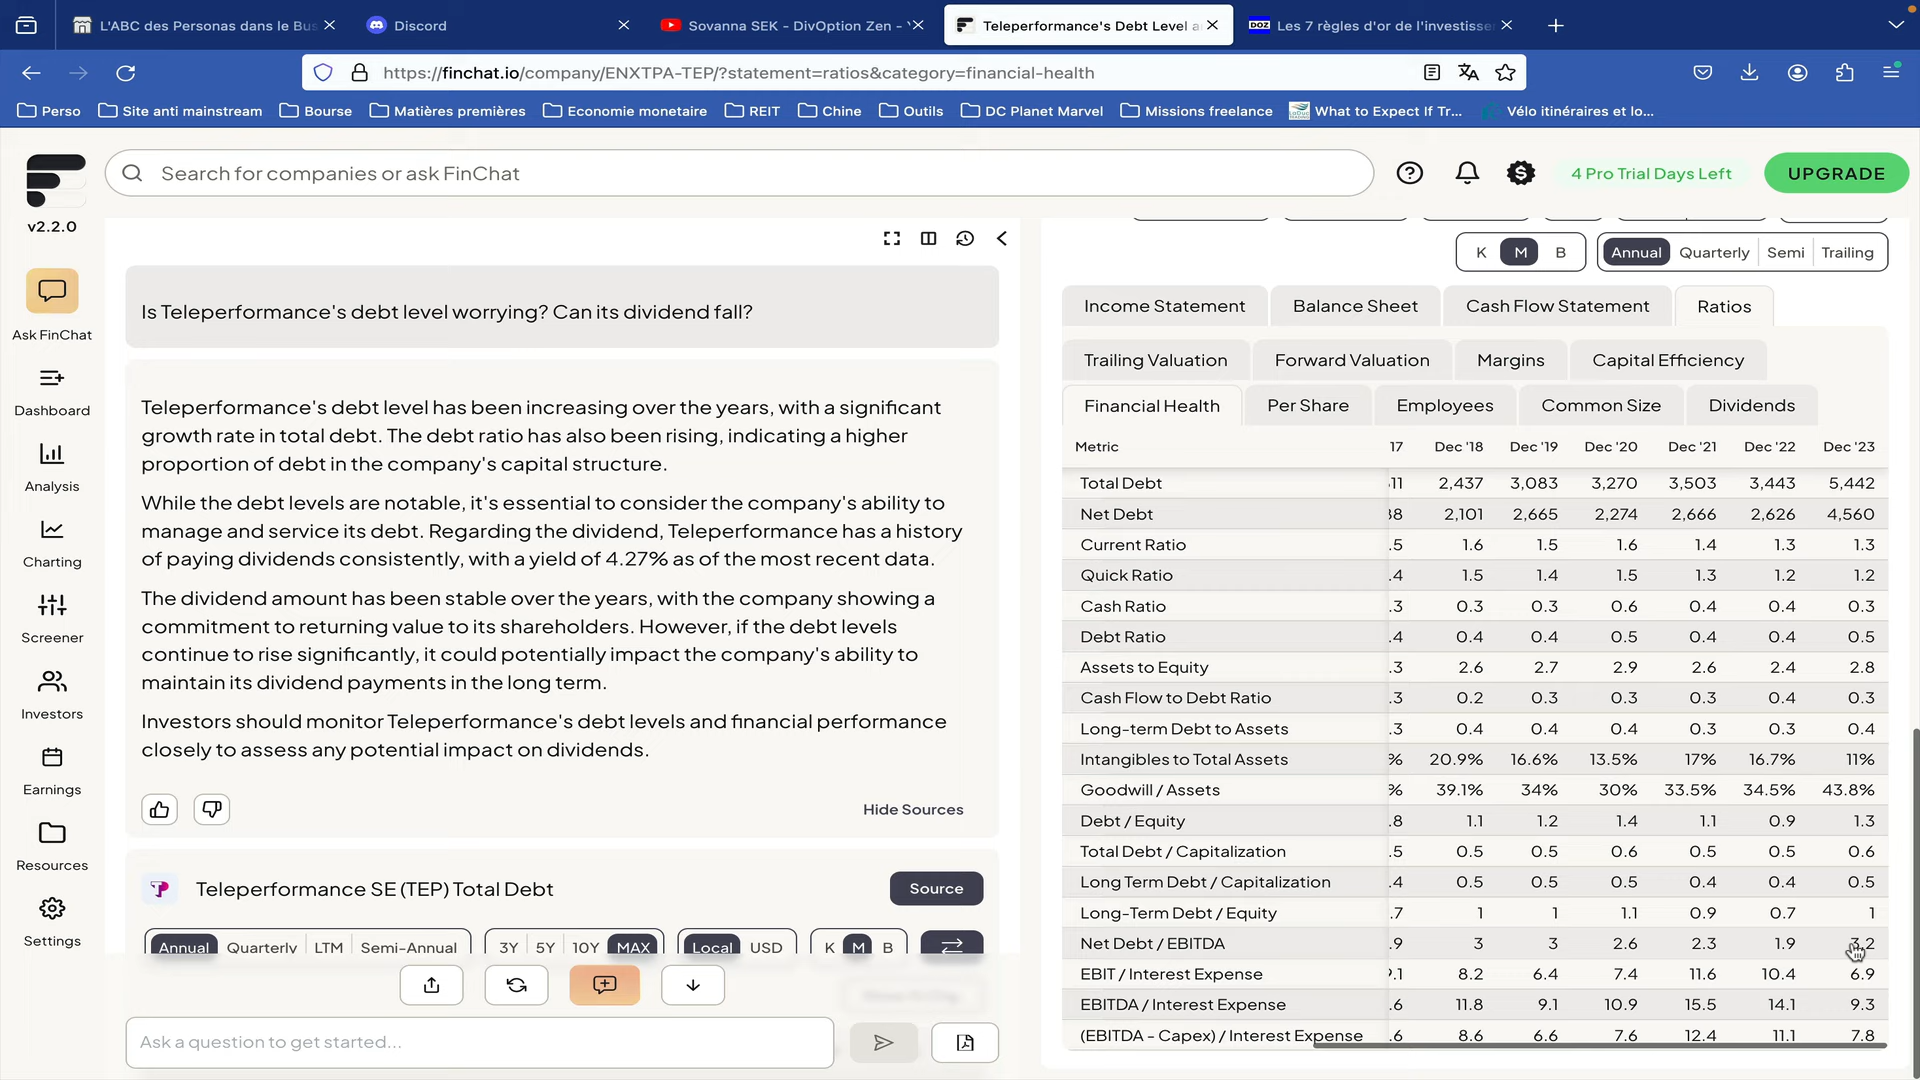 L'ABC des Personas dans le Bus
Discord
Sovanna SEK - DivOption Zen -
Teleperformance's Debt Level a
DOZ Les 7 règles d'or de l'investisse
https://finchat.io/company/ENXTPA-TEP/?statement=ratios&category=financial-health
Perso Site anti mainstream Bourse Matières premières Economie monetaire REIT Chine Outils DC Planet Marvel Missions freelance What to Expect If Tr... Vélo itinéraires et lo...
v2.2.0
Search for companies or ask FinChat
4 Pro Trial Days Left
UPGRADE
Ask FinChat
Dashboard
Analysis
Charting
Screener
Investors
Earnings
Resources
Settings
Is Teleperformance's debt level worrying? Can its dividend fall?
Teleperformance's debt level has been increasing over the years, with a significant
growth rate in total debt. The debt ratio has also been rising, indicating a higher
proportion of debt in the company's capital structure.
While the debt levels are notable, it's essential to consider the company's ability to
manage and service its debt. Regarding the dividend, Teleperformance has a history
of paying dividends consistently, with a yield of 4.27% as of the most recent data.
The dividend amount has been stable over the years, with the company showing a
commitment to returning value to its shareholders. However, if the debt levels
continue to rise significantly, it could potentially impact the company's ability to
maintain its dividend payments in the long term.
Investors should monitor Teleperformance's debt levels and financial performance
closely to assess any potential impact on dividends.
Hide Sources
Teleperformance SE (TEP) Total Debt
Source
Annual Quarterly LTM Semi-Annual 3Y 5Y 10Y MAX Local USD K M B
Ask a question to get started...
K M B Annual Quarterly Semi Trailing
Income Statement Balance Sheet Cash Flow Statement Ratios
Trailing Valuation Forward Valuation Margins Capital Efficiency
Financial Health Per Share Employees Common Size Dividends
Metric 17 Dec '18 Dec '19 Dec '20 Dec '21 Dec '22 Dec '23
Total Debt 11 2,437 3,083 3,270 3,503 3,443 5,442
Net Debt 38 2,101 2,665 2,274 2,666 2,626 4,560
Current Ratio .5 1.6 1.5 1.6 1.4 1.3 1.3
Quick Ratio .4 1.5 1.4 1.5 1.3 1.2 1.2
Cash Ratio .3 0.3 0.3 0.6 0.4 0.4 0.3
Debt Ratio .4 0.4 0.4 0.5 0.4 0.4 0.5
Assets to Equity .3 2.6 2.7 2.9 2.6 2.4 2.8
Cash Flow to Debt Ratio .3 0.2 0.3 0.3 0.3 0.4 0.3
Long-term Debt to Assets .3 0.4 0.4 0.4 0.3 0.3 0.4
Intangibles to Total Assets % 20.9% 16.6% 13.5% 17% 16.7% 11%
Goodwill / Assets % 39.1% 34% 30% 33.5% 34.5% 43.8%
Debt / Equity .8 1.1 1.2 1.4 1.1 0.9 1.3
Total Debt / Capitalization .5 0.5 0.5 0.6 0.5 0.5 0.6
Long Term Debt / Capitalization .4 0.5 0.5 0.5 0.4 0.4 0.5
Long-Term Debt / Equity .7 1 1 1.1 0.9 0.7 1
Net Debt / EBITDA .9 3 3 2.6 2.3 1.9 3.2
EBIT / Interest Expense .1 8.2 6.4 7.4 11.6 10.4 6.9
EBITDA / Interest Expense .6 11.8 9.1 10.9 15.5 14.1 9.3
(EBITDA - Capex) / Interest Expense .6 8.6 6.6 7.6 12.4 11.1 7.8